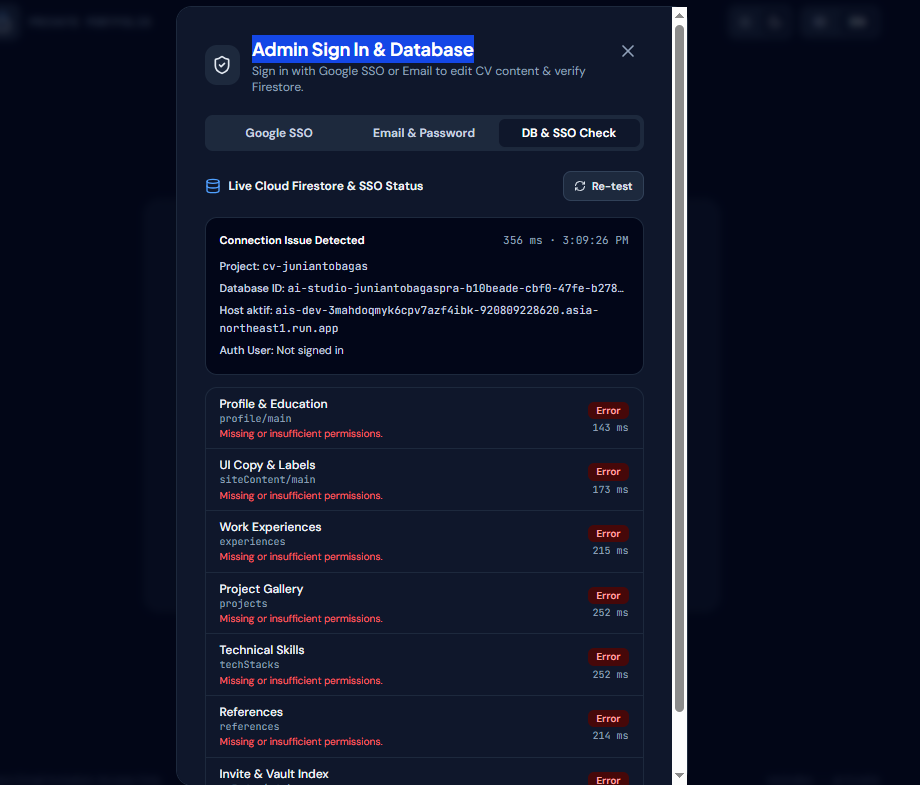 Admin Sign In & Database
Sign in with Google SSO or Email to edit CV content & verify
Firestore.
Google SSO
Email & Password
DB & SSO Check
Live Cloud Firestore & SSO Status
Re-test
Connection Issue Detected
356 ms · 3:09:26 PM
Project: cv-juniantobagas
Database ID: ai-studio-juniantobagaspra-b10beade-cbf0-47fe-b278…
Host aktif: ais-dev-3mahdoqmyk6cpv7azf4ibk-920809228620.asia-
northeast1.run.app
Auth User: Not signed in
Profile & Education
Error
profile/main
143 ms
Missing or insufficient permissions.
UI Copy & Labels
Error
siteContent/main
173 ms
Missing or insufficient permissions.
Work Experiences
Error
experiences
215 ms
Missing or insufficient permissions.
Project Gallery
Error
projects
252 ms
Missing or insufficient permissions.
Technical Skills
Error
techStacks
252 ms
Missing or insufficient permissions.
References
Error
references
214 ms
Missing or insufficient permissions.
Invite & Vault Index
Error